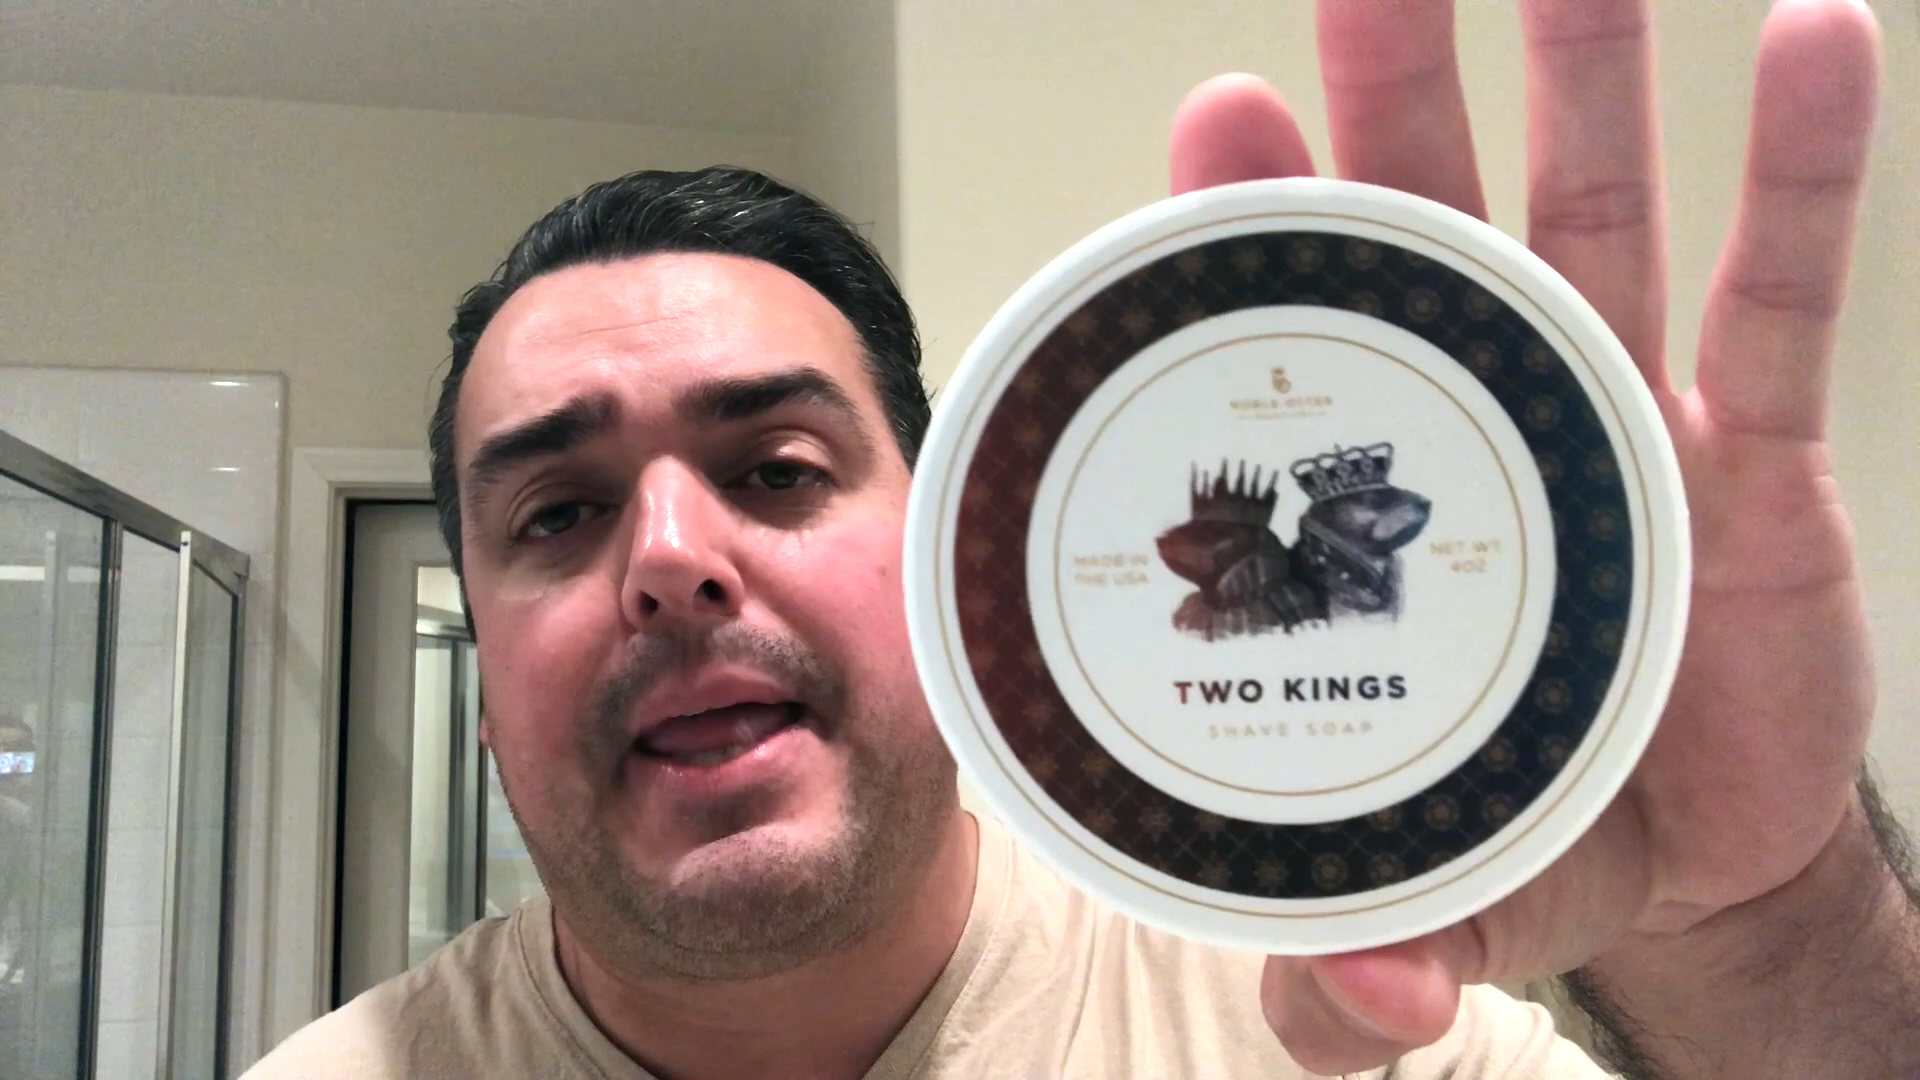 NOBLE OTTER
MADE IN
THE USA
NET WT
4OZ
TWO KINGS
SHAVE SOAP